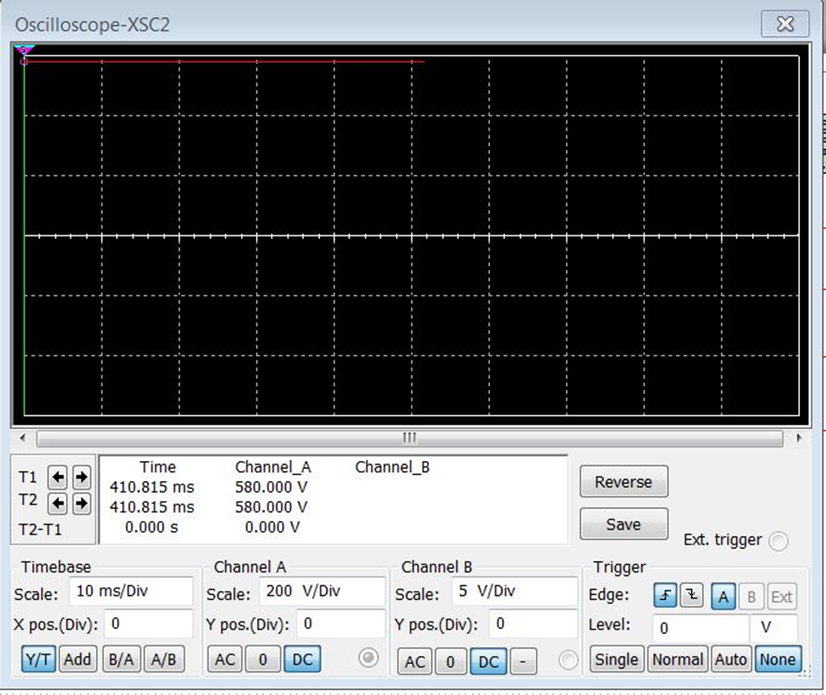 Oscilloscope-XSC2
Time Channel_A Channel_B
T1 410.815 ms 580.000 V
T2 410.815 ms 580.000 V
T2-T1 0.000 s 0.000 V
Reverse
Save
Ext. trigger
Timebase
Scale: 10 ms/Div
X pos.(Div): 0
Y/T Add B/A A/B
Channel A
Scale: 200 V/Div
Y pos.(Div): 0
AC 0 DC
Channel B
Scale: 5 V/Div
Y pos.(Div): 0
AC 0 DC -
Trigger
Edge: A B Ext
Level: 0 V
Single Normal Auto None